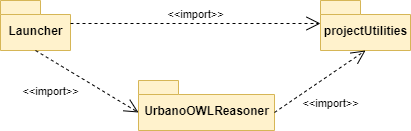 <<import>>
Launcher
projectUtilities
<<import>>
<<import>>
UrbanoOWLReasoner